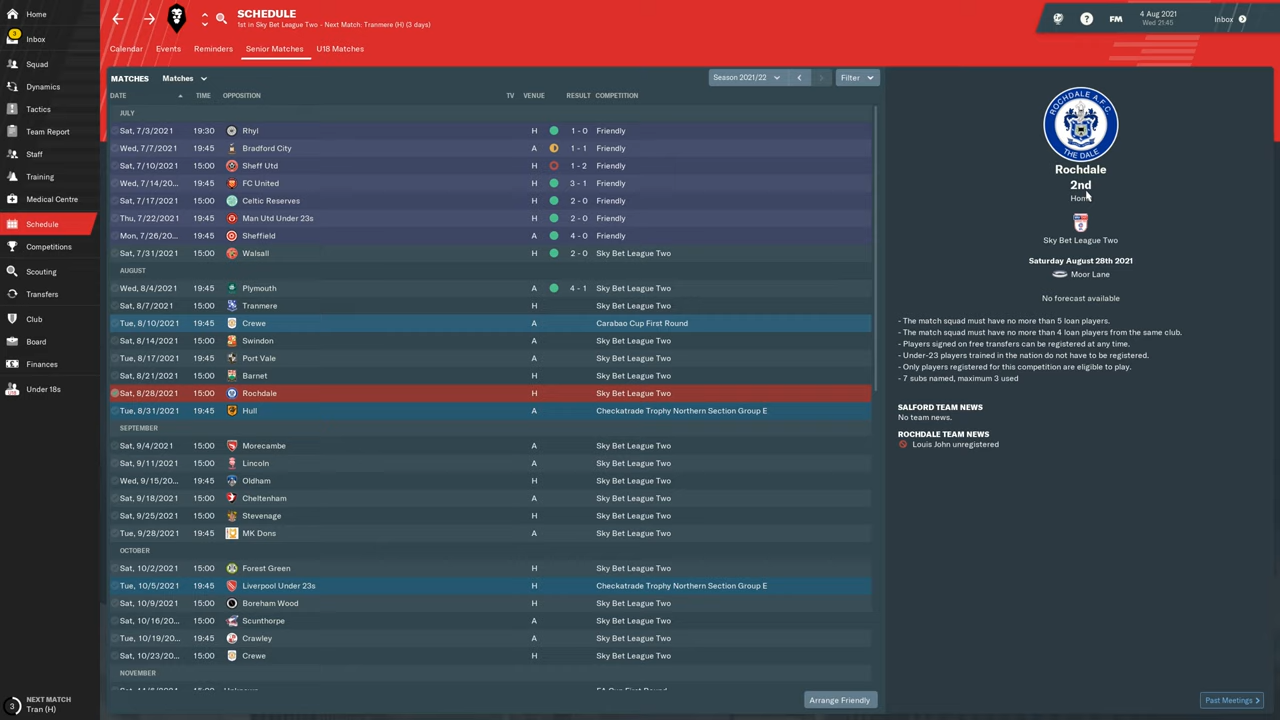 Home
SCHEDULE
1st in Sky Bet League Two - Next Match: Tranmere (H) (3 days)
FM
4 Aug 2021
Wed 21:45
Inbox
3
Inbox
Squad
Dynamics
Tactics
Team Report
Staff
Training
Medical Centre
Schedule
Competitions
Scouting
Transfers
Club
Board
Finances
Under 18s
3
NEXT MATCH
Tran (H)
Calendar Events Reminders Senior Matches U18 Matches
MATCHES Matches Season 2021/22 Filter
DATE TIME OPPOSITION TV VENUE RESULT COMPETITION
JULY
Sat, 7/3/2021 19:30 Rhyl H 1 - 0 Friendly
Wed, 7/7/2021 19:45 Bradford City A 1 - 1 Friendly
Sat, 7/10/2021 15:00 Sheff Utd H 1 - 2 Friendly
Wed, 7/14/20... 19:45 FC United H 3 - 1 Friendly
Sat, 7/17/2021 15:00 Celtic Reserves H 2 - 0 Friendly
Thu, 7/22/2021 19:45 Man Utd Under 23s H 2 - 0 Friendly
Mon, 7/26/20... 19:45 Sheffield A 4 - 0 Friendly
Sat, 7/31/2021 15:00 Walsall H 2 - 0 Sky Bet League Two
AUGUST
Wed, 8/4/2021 19:45 Plymouth A 4 - 1 Sky Bet League Two
Sat, 8/7/2021 15:00 Tranmere H Sky Bet League Two
Tue, 8/10/2021 19:45 Crewe A Carabao Cup First Round
Sat, 8/14/2021 15:00 Swindon A Sky Bet League Two
Tue, 8/17/2021 19:45 Port Vale A Sky Bet League Two
Sat, 8/21/2021 15:00 Barnet H Sky Bet League Two
Sat, 8/28/2021 15:00 Rochdale H Sky Bet League Two
Tue, 8/31/2021 19:45 Hull A Checkatrade Trophy Northern Section Group E
SEPTEMBER
Sat, 9/4/2021 15:00 Morecambe A Sky Bet League Two
Sat, 9/11/2021 15:00 Lincoln A Sky Bet League Two
Wed, 9/15/20... 19:45 Oldham H Sky Bet League Two
Sat, 9/18/2021 15:00 Cheltenham A Sky Bet League Two
Sat, 9/25/2021 15:00 Stevenage H Sky Bet League Two
Tue, 9/28/2021 19:45 MK Dons A Sky Bet League Two
OCTOBER
Sat, 10/2/2021 15:00 Forest Green H Sky Bet League Two
Tue, 10/5/2021 19:45 Liverpool Under 23s H Checkatrade Trophy Northern Section Group E
Sat, 10/9/2021 15:00 Boreham Wood H Sky Bet League Two
Sat, 10/16/20... 15:00 Scunthorpe A Sky Bet League Two
Tue, 10/19/20... 19:45 Crawley A Sky Bet League Two
Sat, 10/23/20... 15:00 Crewe H Sky Bet League Two
NOVEMBER
Arrange Friendly
ROCHDALE A.F.C.
THE DALE
Rochdale
2nd
Home
Sky Bet League Two
Saturday August 28th 2021
Moor Lane
No forecast available
- The match squad must have no more than 5 loan players.
- The match squad must have no more than 4 loan players from the same club.
- Players signed on free transfers can be registered at any time.
- Under-23 players trained in the nation do not have to be registered.
- Only players registered for this competition are eligible to play.
- 7 subs named, maximum 3 used
SALFORD TEAM NEWS
No team news.
ROCHDALE TEAM NEWS
Louis John unregistered
Past Meetings